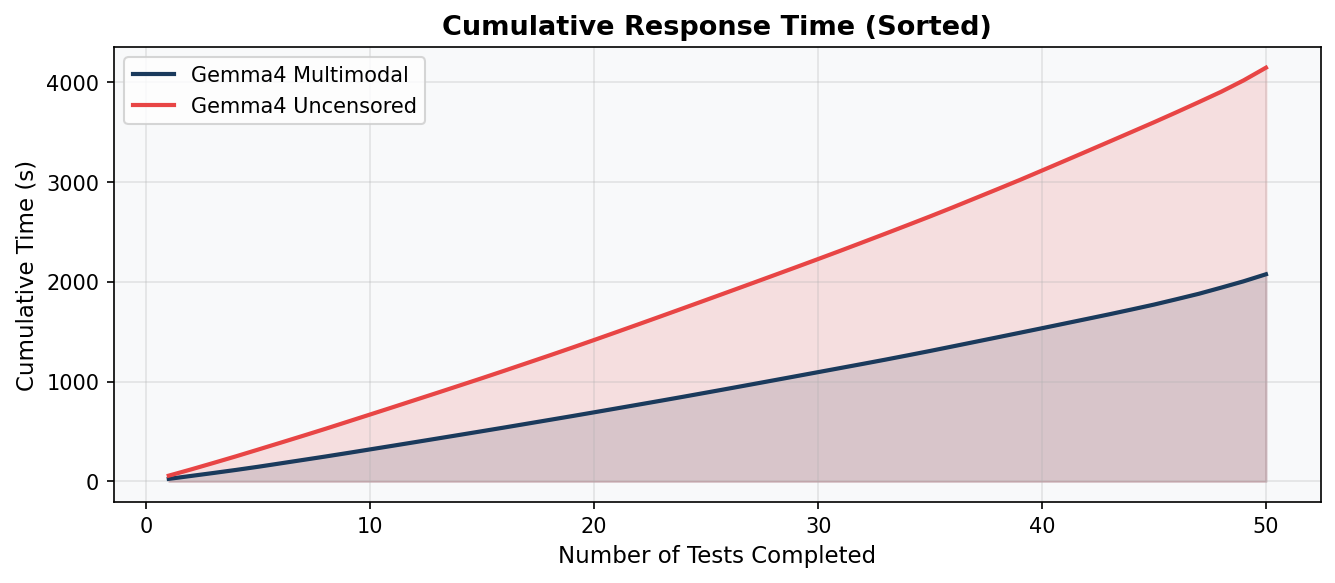 Cumulative Response Time (Sorted)
Gemma4 Multimodal
Gemma4 Uncensored
Cumulative Time (s)
4000
3000
2000
1000
0
0 10 20 30 40 50
Number of Tests Completed